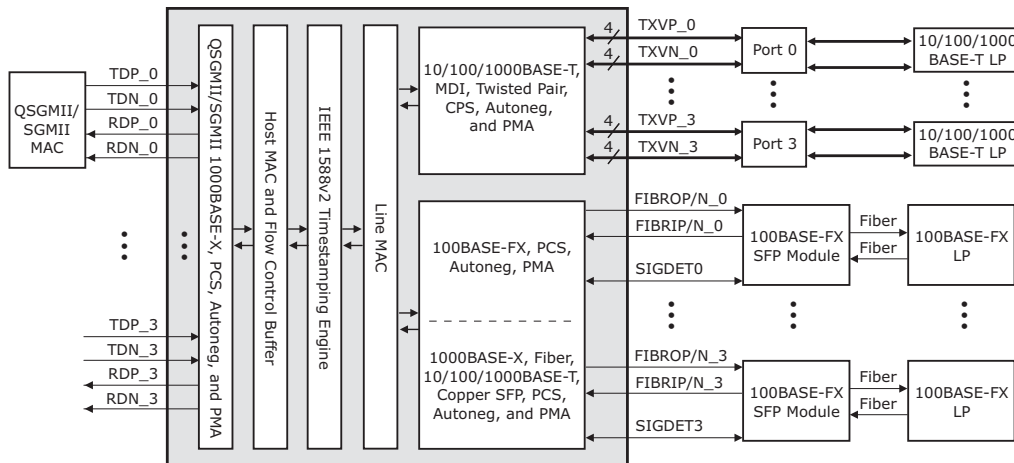 QSGMII/
SGMII
MAC
TDP_0
TDN_0
RDP_0
RDN_0
TDP_3
TDN_3
RDP_3
RDN_3
QSGMII/SGMII 1000BASE-X, PCS,
Autoneg, and PMA
Host MAC and Flow Control Buffer
IEEE 1588v2 Timestamping Engine
Line MAC
10/100/1000BASE-T,
MDI, Twisted Pair,
CPS, Autoneg,
and PMA
100BASE-FX, PCS,
Autoneg, PMA
1000BASE-X, Fiber,
10/100/1000BASE-T,
Copper SFP, PCS,
Autoneg, and PMA
4 TXVP_0
4 TXVN_0
4 TXVP_3
4 TXVN_3
Port 0
Port 3
10/100/1000
BASE-T LP
10/100/1000
BASE-T LP
FIBROP/N_0
FIBRIP/N_0
SIGDET0
100BASE-FX
SFP Module
Fiber
Fiber
100BASE-FX
LP
FIBROP/N_3
FIBRIP/N_3
SIGDET3
100BASE-FX
SFP Module
Fiber
Fiber
100BASE-FX
LP